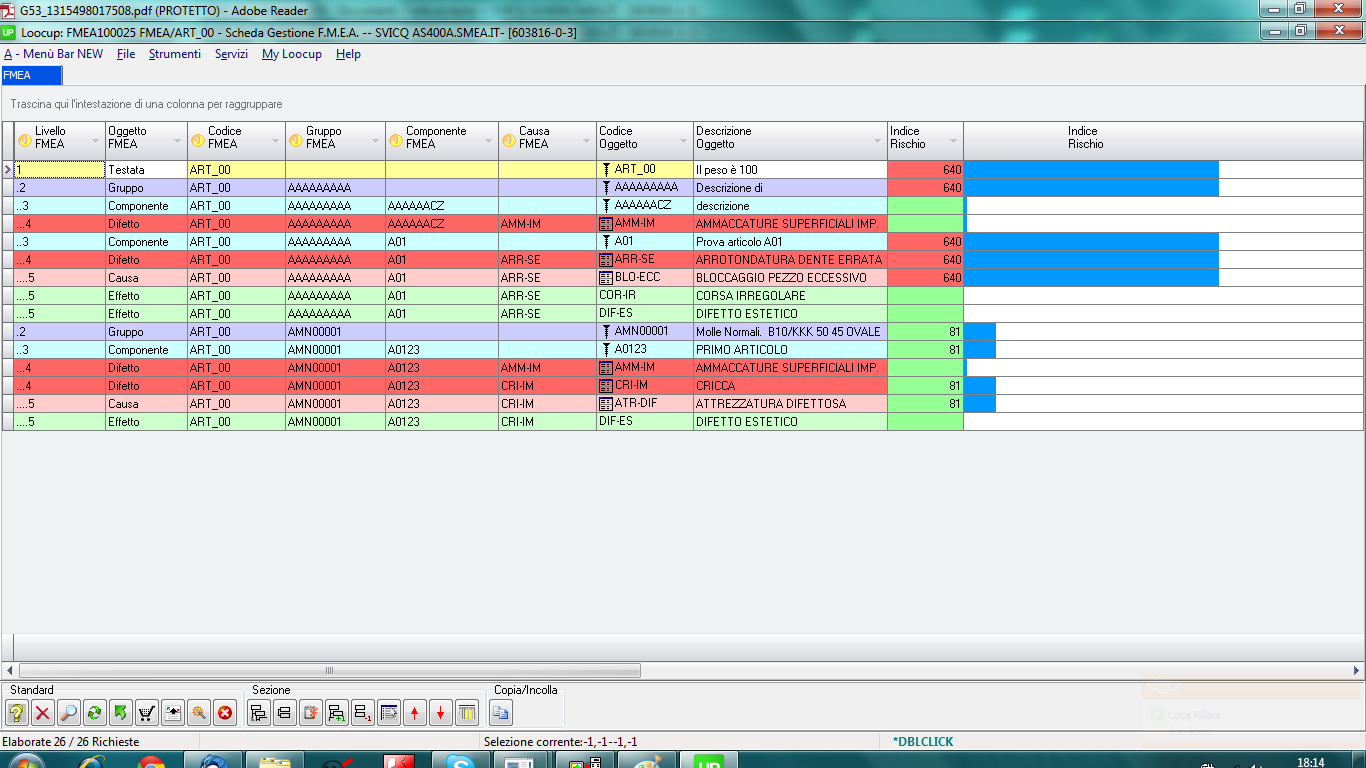 G53_1315498017508.pdf (PROTETTO) - Adobe Reader
UP Loocup: FMEA100025 FMEA/ART_00 - Scheda Gestione F.M.E.A. -- SVICQ AS400A.SMEA.IT- [603816-0-3]
A - Menù Bar NEW File Strumenti Servizi My Loocup Help
FMEA
Trascina qui l'intestazione di una colonna per raggruppare
Livello FMEA Oggetto FMEA Codice FMEA Gruppo FMEA Componente FMEA Causa FMEA Codice Oggetto Descrizione Oggetto Indice Rischio Indice Rischio
1 Testata ART_00 ART_00 Il peso è 100 640
.2 Gruppo ART_00 AAAAAAAAA AAAAAAAAA Descrizione di 640
..3 Componente ART_00 AAAAAAAAA AAAAAACZ AAAAAACZ descrizione
...4 Difetto ART_00 AAAAAAAAA AAAAAACZ AMM-IM AMM-IM AMMACCATURE SUPERFICIALI IMP.
..3 Componente ART_00 AAAAAAAAA A01 A01 Prova articolo A01 640
...4 Difetto ART_00 AAAAAAAAA A01 ARR-SE ARR-SE ARROTONDATURA DENTE ERRATA 640
....5 Causa ART_00 AAAAAAAAA A01 ARR-SE BLO-ECC BLOCCAGGIO PEZZO ECCESSIVO 640
....5 Effetto ART_00 AAAAAAAAA A01 ARR-SE COR-IR CORSA IRREGOLARE
....5 Effetto ART_00 AAAAAAAAA A01 ARR-SE DIF-ES DIFETTO ESTETICO
.2 Gruppo ART_00 AMN00001 AMN00001 Molle Normali. B10/KKK 50 45 OVALE 81
..3 Componente ART_00 AMN00001 A0123 A0123 PRIMO ARTICOLO 81
...4 Difetto ART_00 AMN00001 A0123 AMM-IM AMM-IM AMMACCATURE SUPERFICIALI IMP.
...4 Difetto ART_00 AMN00001 A0123 CRI-IM CRI-IM CRICCA 81
....5 Causa ART_00 AMN00001 A0123 CRI-IM ATR-DIF ATTREZZATURA DIFETTOSA 81
....5 Effetto ART_00 AMN00001 A0123 CRI-IM DIF-ES DIFETTO ESTETICO
Standard Sezione Copia/Incolla
Luca Milani
Elaborate 26 / 26 Richieste Selezione corrente:-1,-1--1,-1 *DBLCLICK
UP 18:14